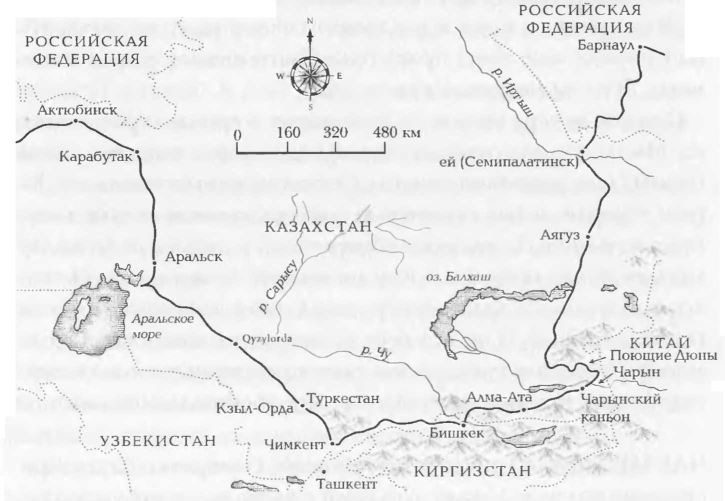 РОССИЙСКАЯ
ФЕДЕРАЦИЯ
РОССИЙСКАЯ
ФЕДЕРАЦИЯ
Барнаул
N
W
E
S
р. Иртыш
Актюбинск
0 160 320 480 км
Карабутак
ей (Семипалатинск)
КАЗАХСТАН
Аягуз
Аральск
р. Сарысу
оз. Балхаш
Аральское
море
Qyzylorda
р. Чу
КИТАЙ
Поющие Дюны
Чарын
Туркестан
Алма-Ата
Чарынский
каньон
Кзыл-Орда
Бишкек
УЗБЕКИСТАН
Чимкент
КИРГИЗСТАН
Ташкент